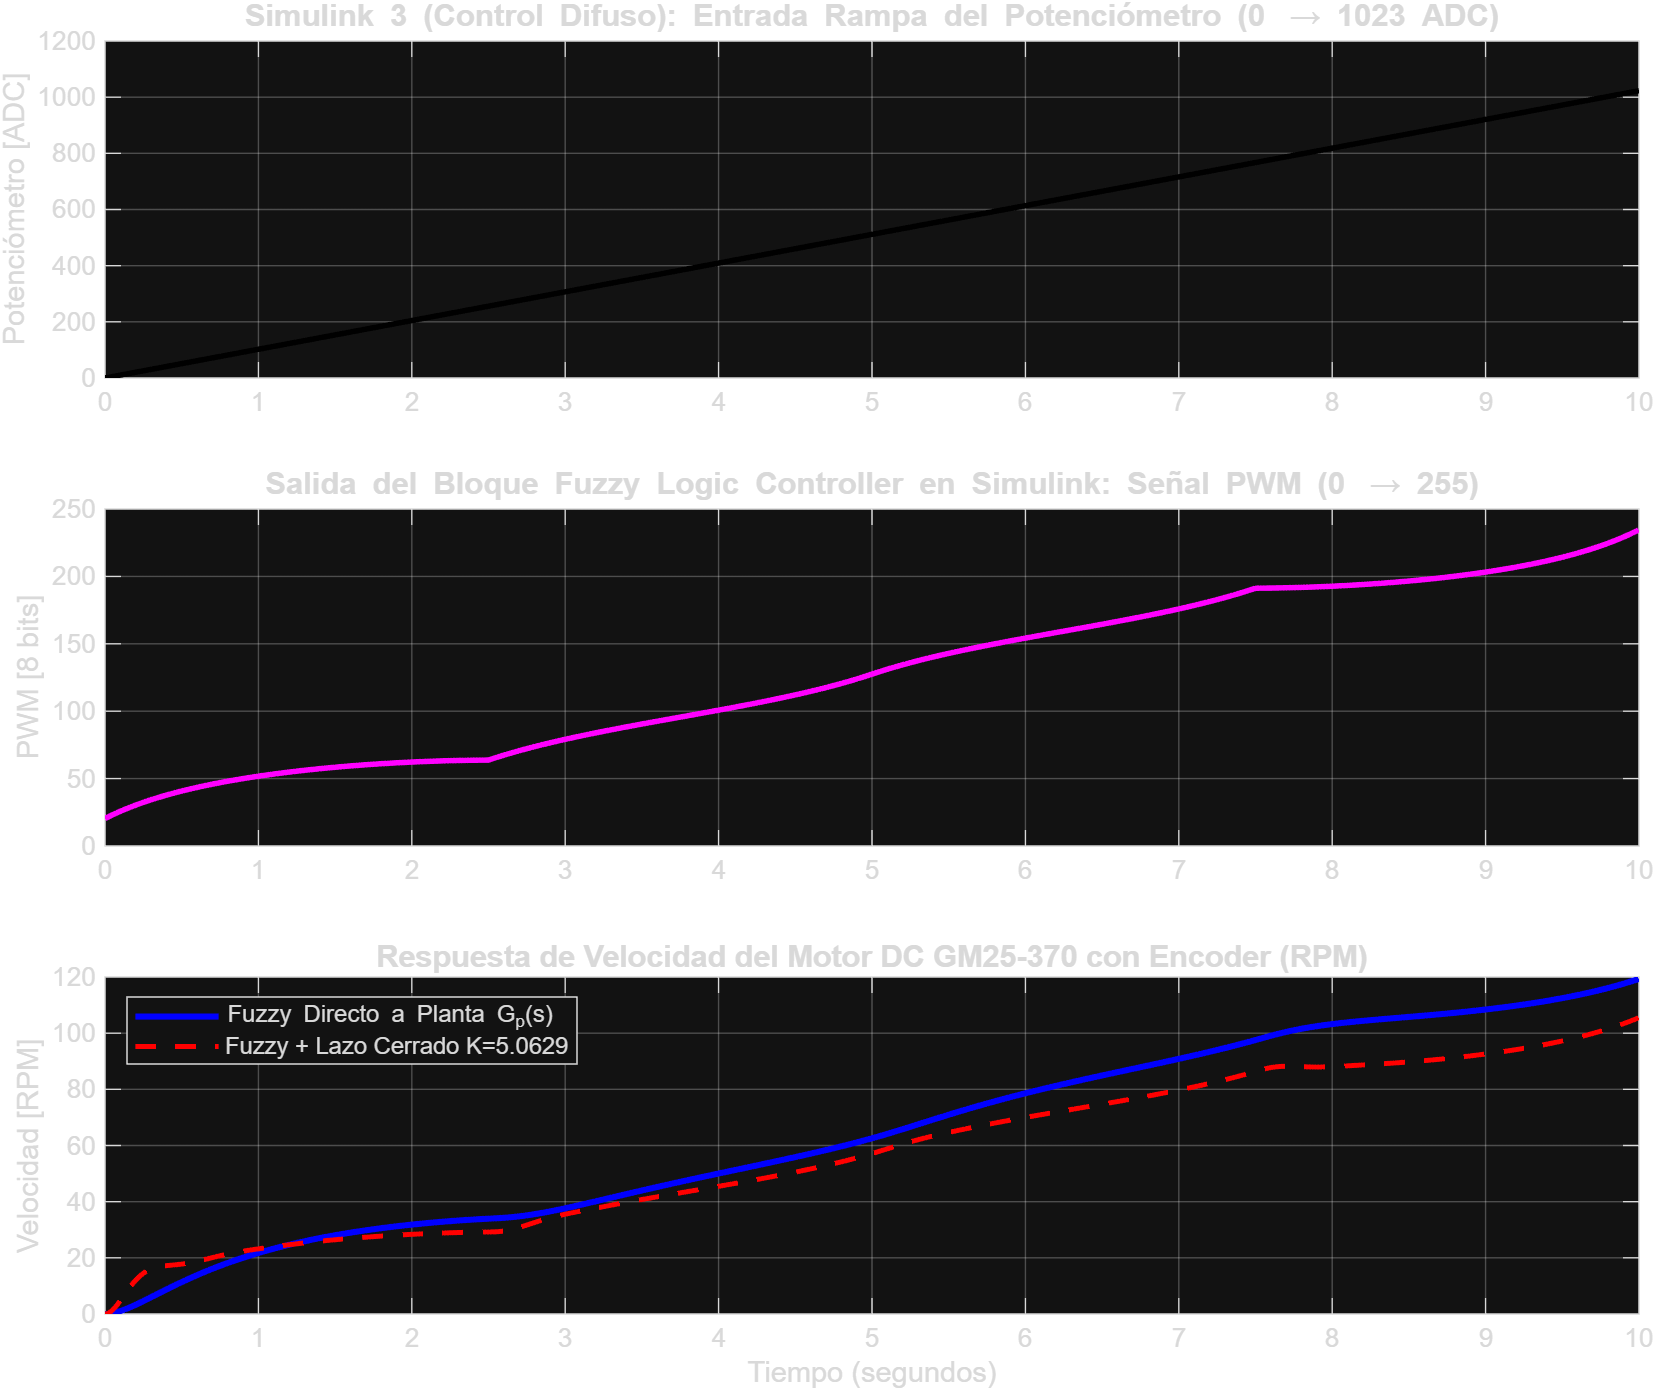 Simulink 3 (Control Difuso): Entrada Rampa del Potenciómetro (0 → 1023 ADC)
Potenciómetro [ADC]
1200
1000
800
600
400
200
0
0 1 2 3 4 5 6 7 8 9 10
Salida del Bloque Fuzzy Logic Controller en Simulink: Señal PWM (0 → 255)
PWM [8 bits]
250
200
150
100
50
0
0 1 2 3 4 5 6 7 8 9 10
Respuesta de Velocidad del Motor DC GM25-370 con Encoder (RPM)
Velocidad [RPM]
120
100
80
60
40
20
0
Fuzzy Directo a Planta Gp(s)
Fuzzy + Lazo Cerrado K=5.0629
0 1 2 3 4 5 6 7 8 9 10
Tiempo (segundos)